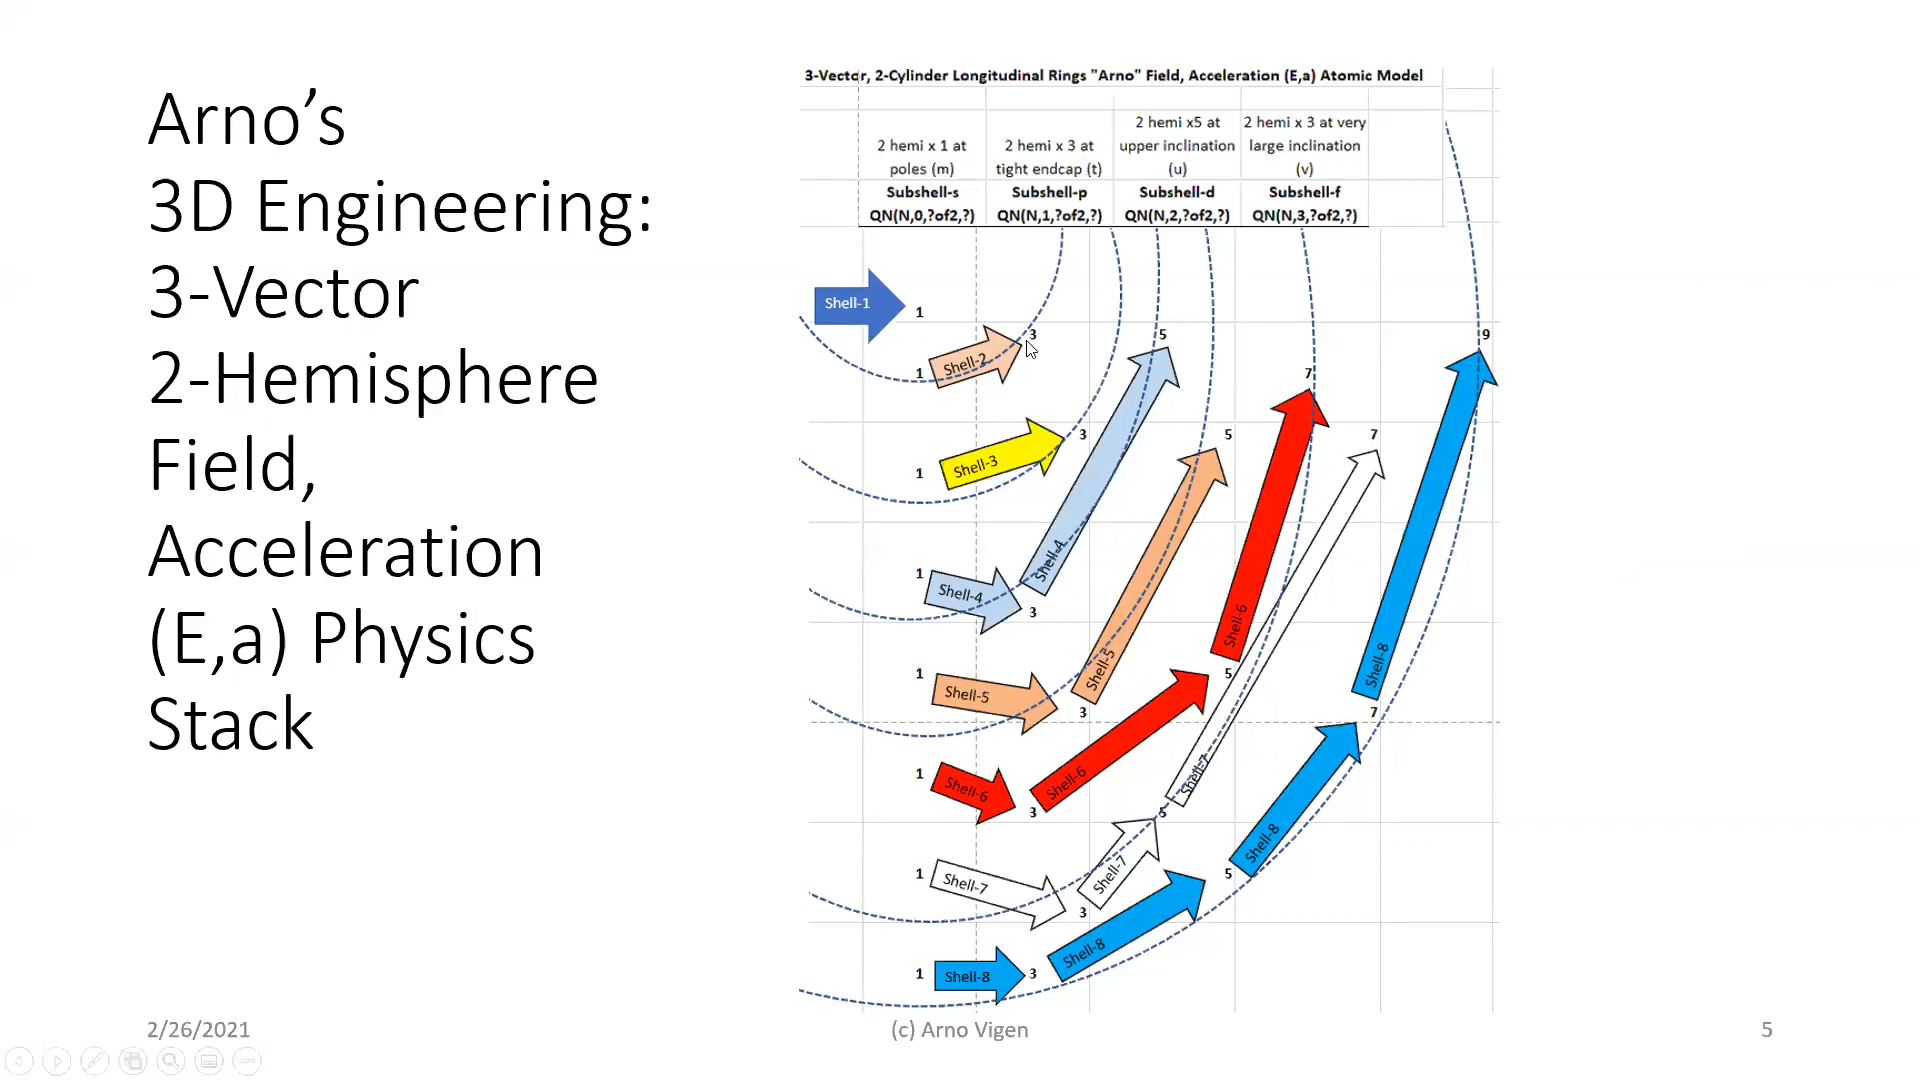 Arno’s
3D Engineering:
3-Vector
2-Hemisphere
Field,
Acceleration
(E,a) Physics
Stack
3-Vector, 2-Cylinder Longitudinal Rings "Arno" Field, Acceleration (E,a) Atomic Model
2 hemi x 1 at
poles (m)
2 hemi x 3 at
tight endcap (t)
2 hemi x5 at
upper inclination
(u)
2 hemi x 3 at very
large inclination
(v)
Subshell-s
QN(N,0,?of2,?)
Subshell-p
QN(N,1,?of2,?)
Subshell-d
QN(N,2,?of2,?)
Subshell-f
QN(N,3,?of2,?)
Shell-1
1
1
Shell-2
3
1
Shell-3
3
1
Shell-4
3
Shell-4
5
1
Shell-5
3
Shell-5
5
1
Shell-6
3
Shell-6
5
Shell-6
7
1
Shell-7
3
Shell-7
5
Shell-7
7
1
Shell-8
3
Shell-8
5
Shell-8
7
Shell-8
9
2/26/2021
(c) Arno Vigen
5